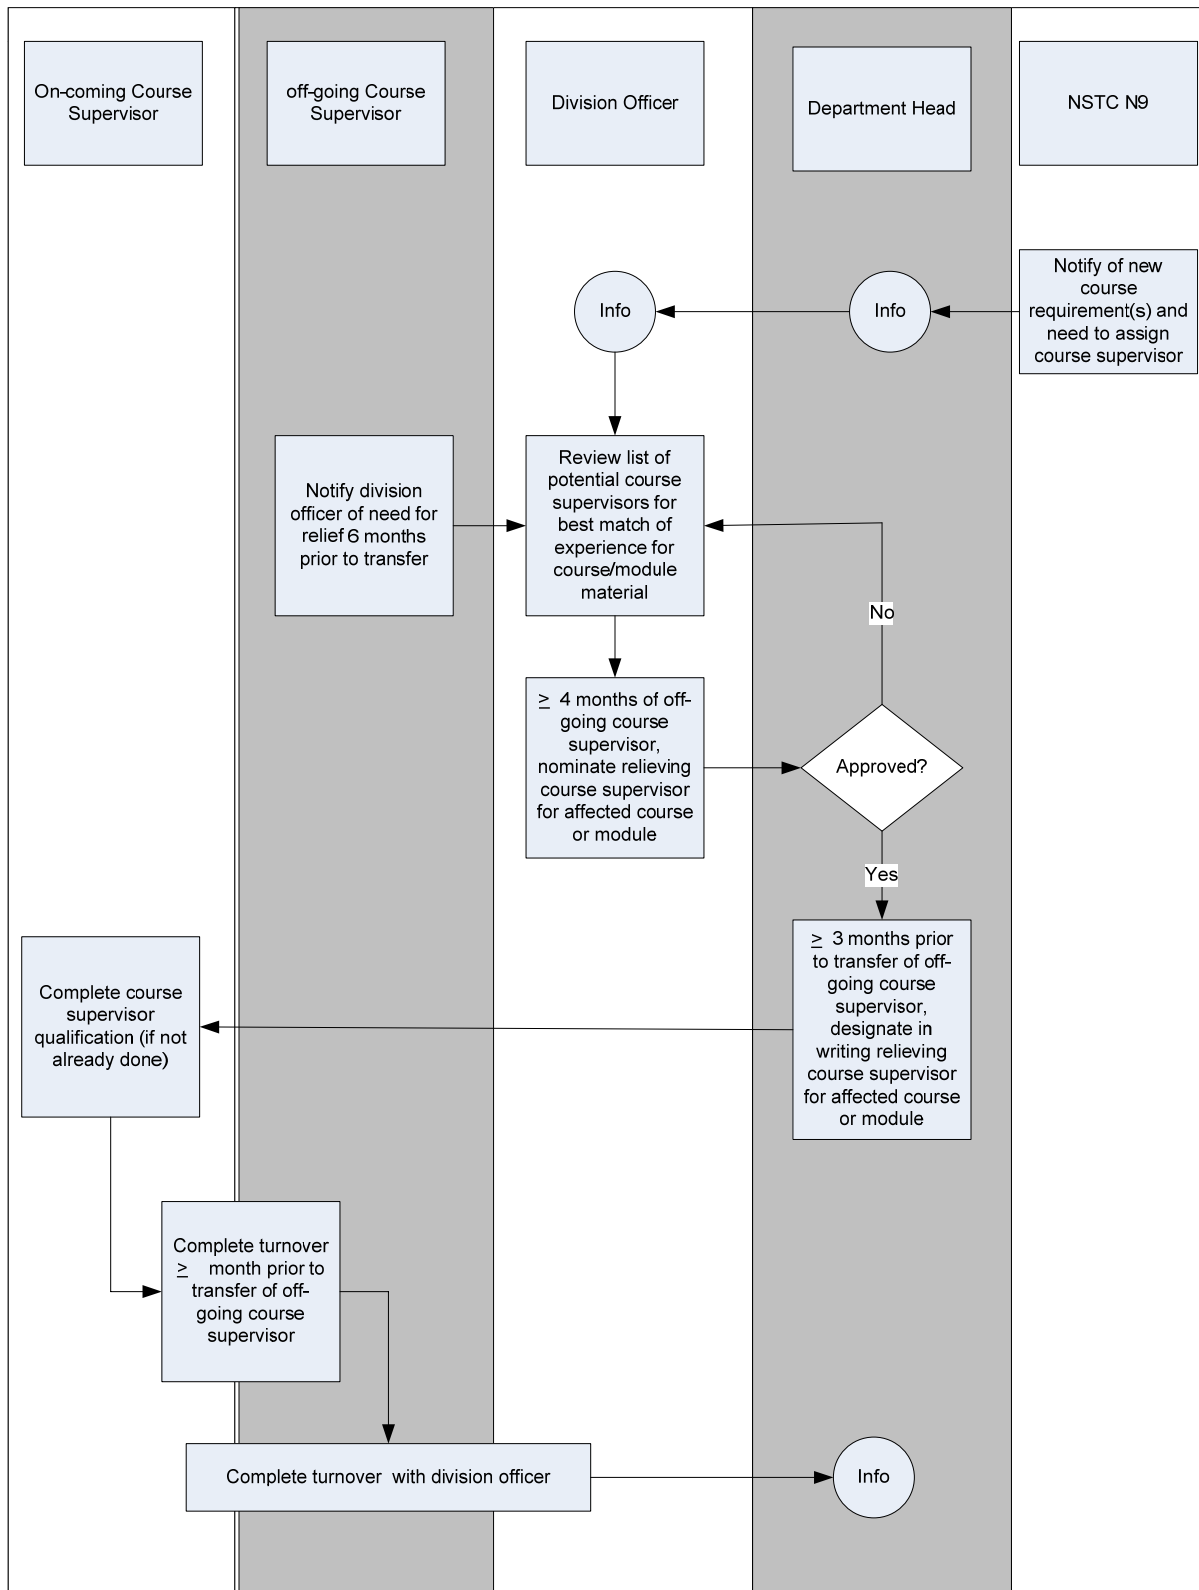 On-coming Course
Supervisor
off-going Course
Supervisor
Division Officer
Department Head
NSTC N9
Notify of new
course
requirement(s) and
need to assign
course supervisor
Info
Info
Notify division
officer of need for
relief 6 months
prior to transfer
Review list of
potential course
supervisors for
best match of
experience for
course/module
material
No
≥ 4 months of off-
going course
supervisor,
nominate relieving
course supervisor
for affected course
or module
Approved?
Yes
≥ 3 months prior
to transfer of off-
going course
supervisor,
designate in
writing relieving
course supervisor
for affected course
or module
Complete course
supervisor
qualification (if not
already done)
Complete turnover
≥ month prior to
transfer of off-
going course
supervisor
Complete turnover with division officer
Info